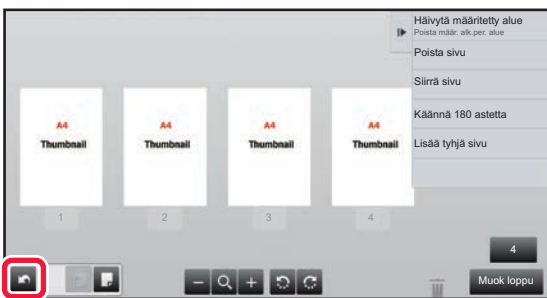 Häivytä määritetty alue
Poista määr. alk.per. alue
Poista sivu
Siirrä sivu
Käännä 180 astetta
Lisää tyhjä sivu
A4 A4 A4 A4
Thumbnail Thumbnail Thumbnail Thumbnail
1 2 3 4
4
Muok loppu